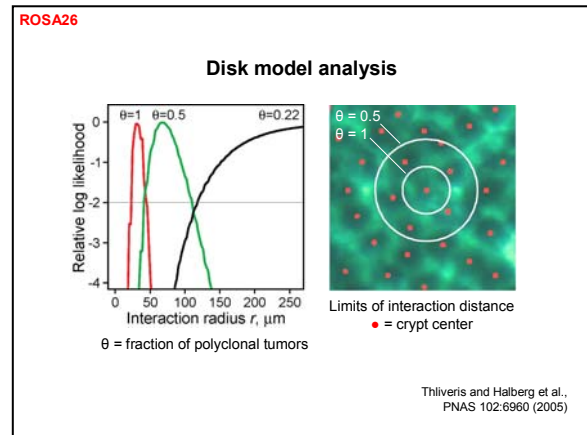 ROSA26
Disk model analysis
θ=1 θ=0.5 θ=0.22
Relative log likelihood
0
-1
-2
-3
-4
0 50 100 150 200 250
Interaction radius r, μm
θ = fraction of polyclonal tumors
θ = 0.5
θ = 1
Limits of interaction distance
● = crypt center
Thliveris and Halberg et al.,
PNAS 102:6960 (2005)